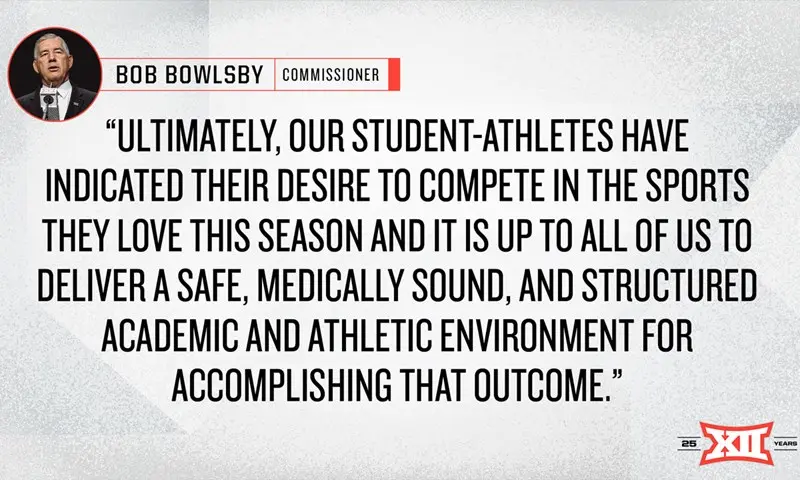 BOB BOWLSBY COMMISSIONER
“ULTIMATELY, OUR STUDENT-ATHLETES HAVE
INDICATED THEIR DESIRE TO COMPETE IN THE SPORTS
THEY LOVE THIS SEASON AND IT IS UP TO ALL OF US TO
DELIVER A SAFE, MEDICALLY SOUND, AND STRUCTURED
ACADEMIC AND ATHLETIC ENVIRONMENT FOR
ACCOMPLISHING THAT OUTCOME.”
25 XII YEARS